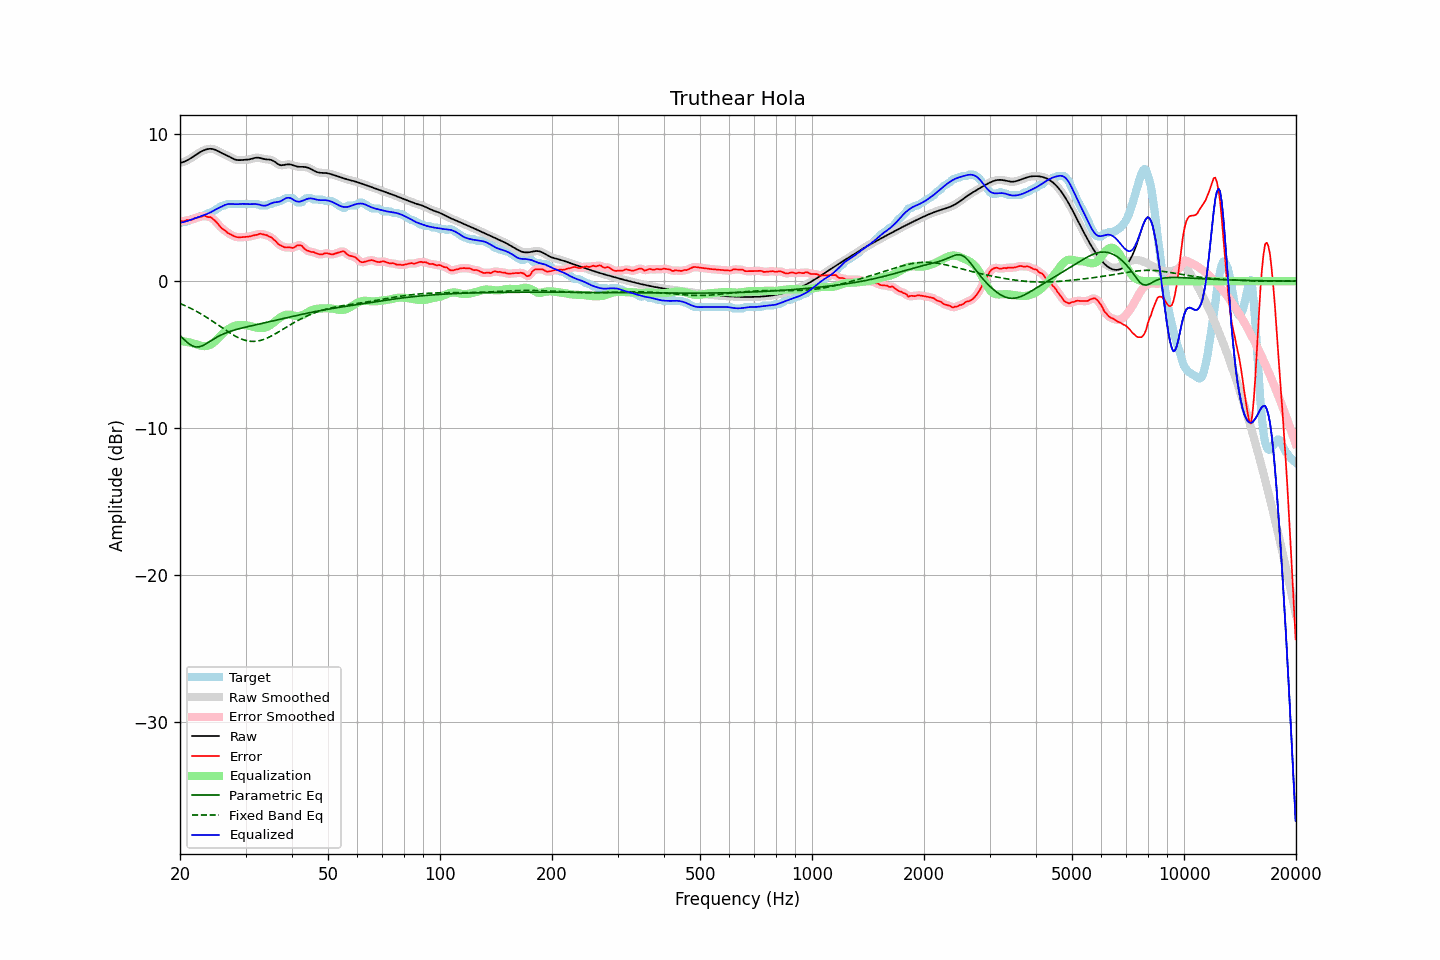 Truthear Hola
10
0
−10
−20
−30
Amplitude (dBr)
Target
Raw Smoothed
Error Smoothed
Raw
Error
Equalization
Parametric Eq
Fixed Band Eq
Equalized
20 50 100 200 500 1000 2000 5000 10000 20000
Frequency (Hz)